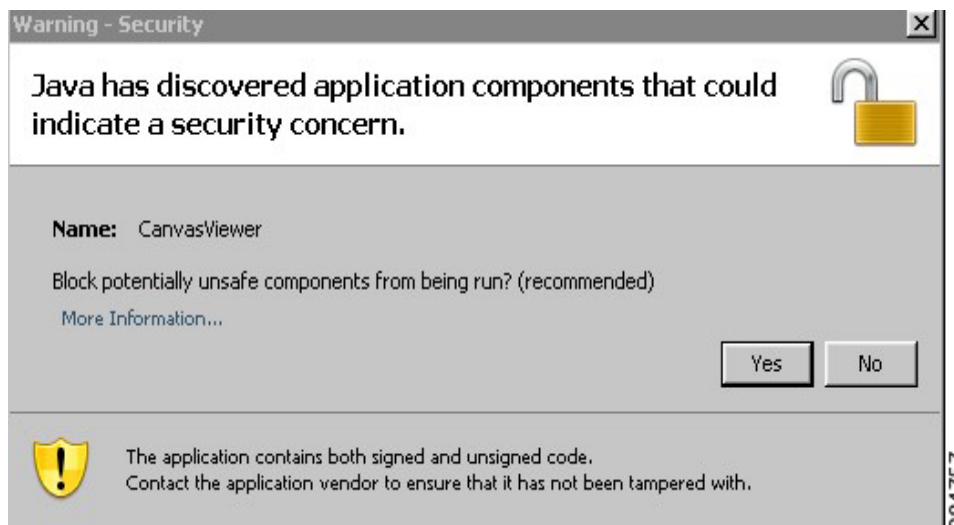 Warning - Security
Java has discovered application components that could
indicate a security concern.
Name: CanvasViewer
Block potentially unsafe components from being run? (recommended)
More Information...
Yes No
The application contains both signed and unsigned code.
Contact the application vendor to ensure that it has not been tampered with.